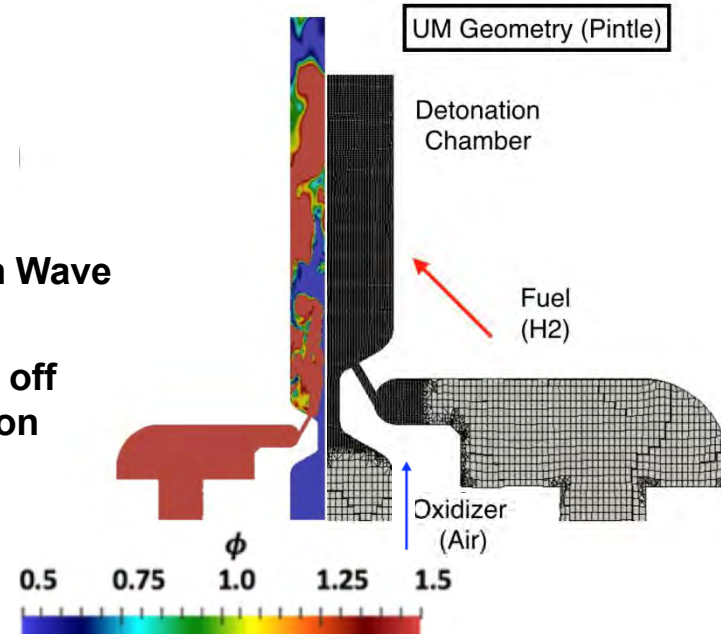 UM Geometry (Pintle)
Detonation
Chamber
Wave
off
on
Fuel
(H2)
Oxidizer
(Air)
ϕ
0.5 0.75 1.0 1.25 1.5